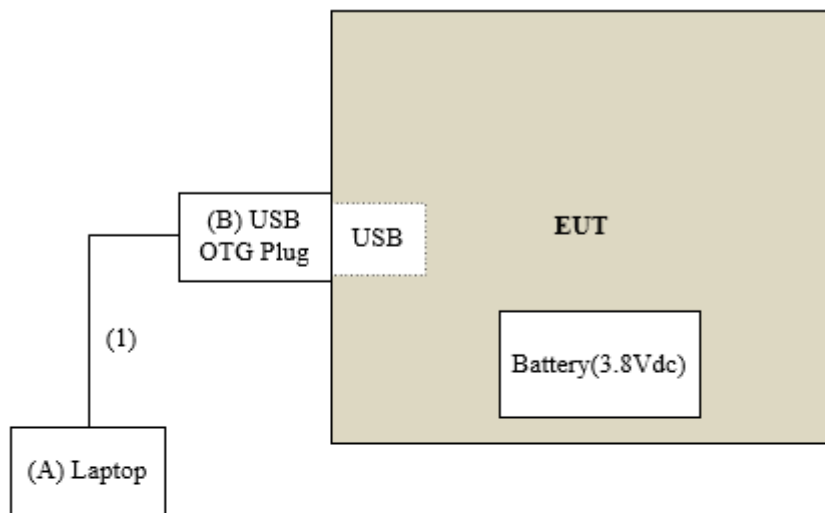 (B) USB
OTG Plug
USB
EUT
(1)
Battery(3.8Vdc)
(A) Laptop